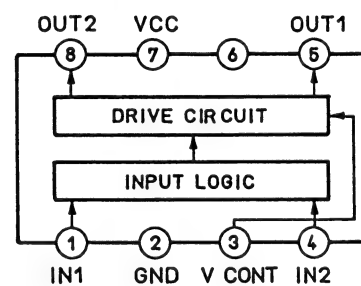 OUT2 VCC OUT1
8 7 6 5
DRIVE CIRCUIT
INPUT LOGIC
1 2 3 4
IN1 GND V CONT IN2